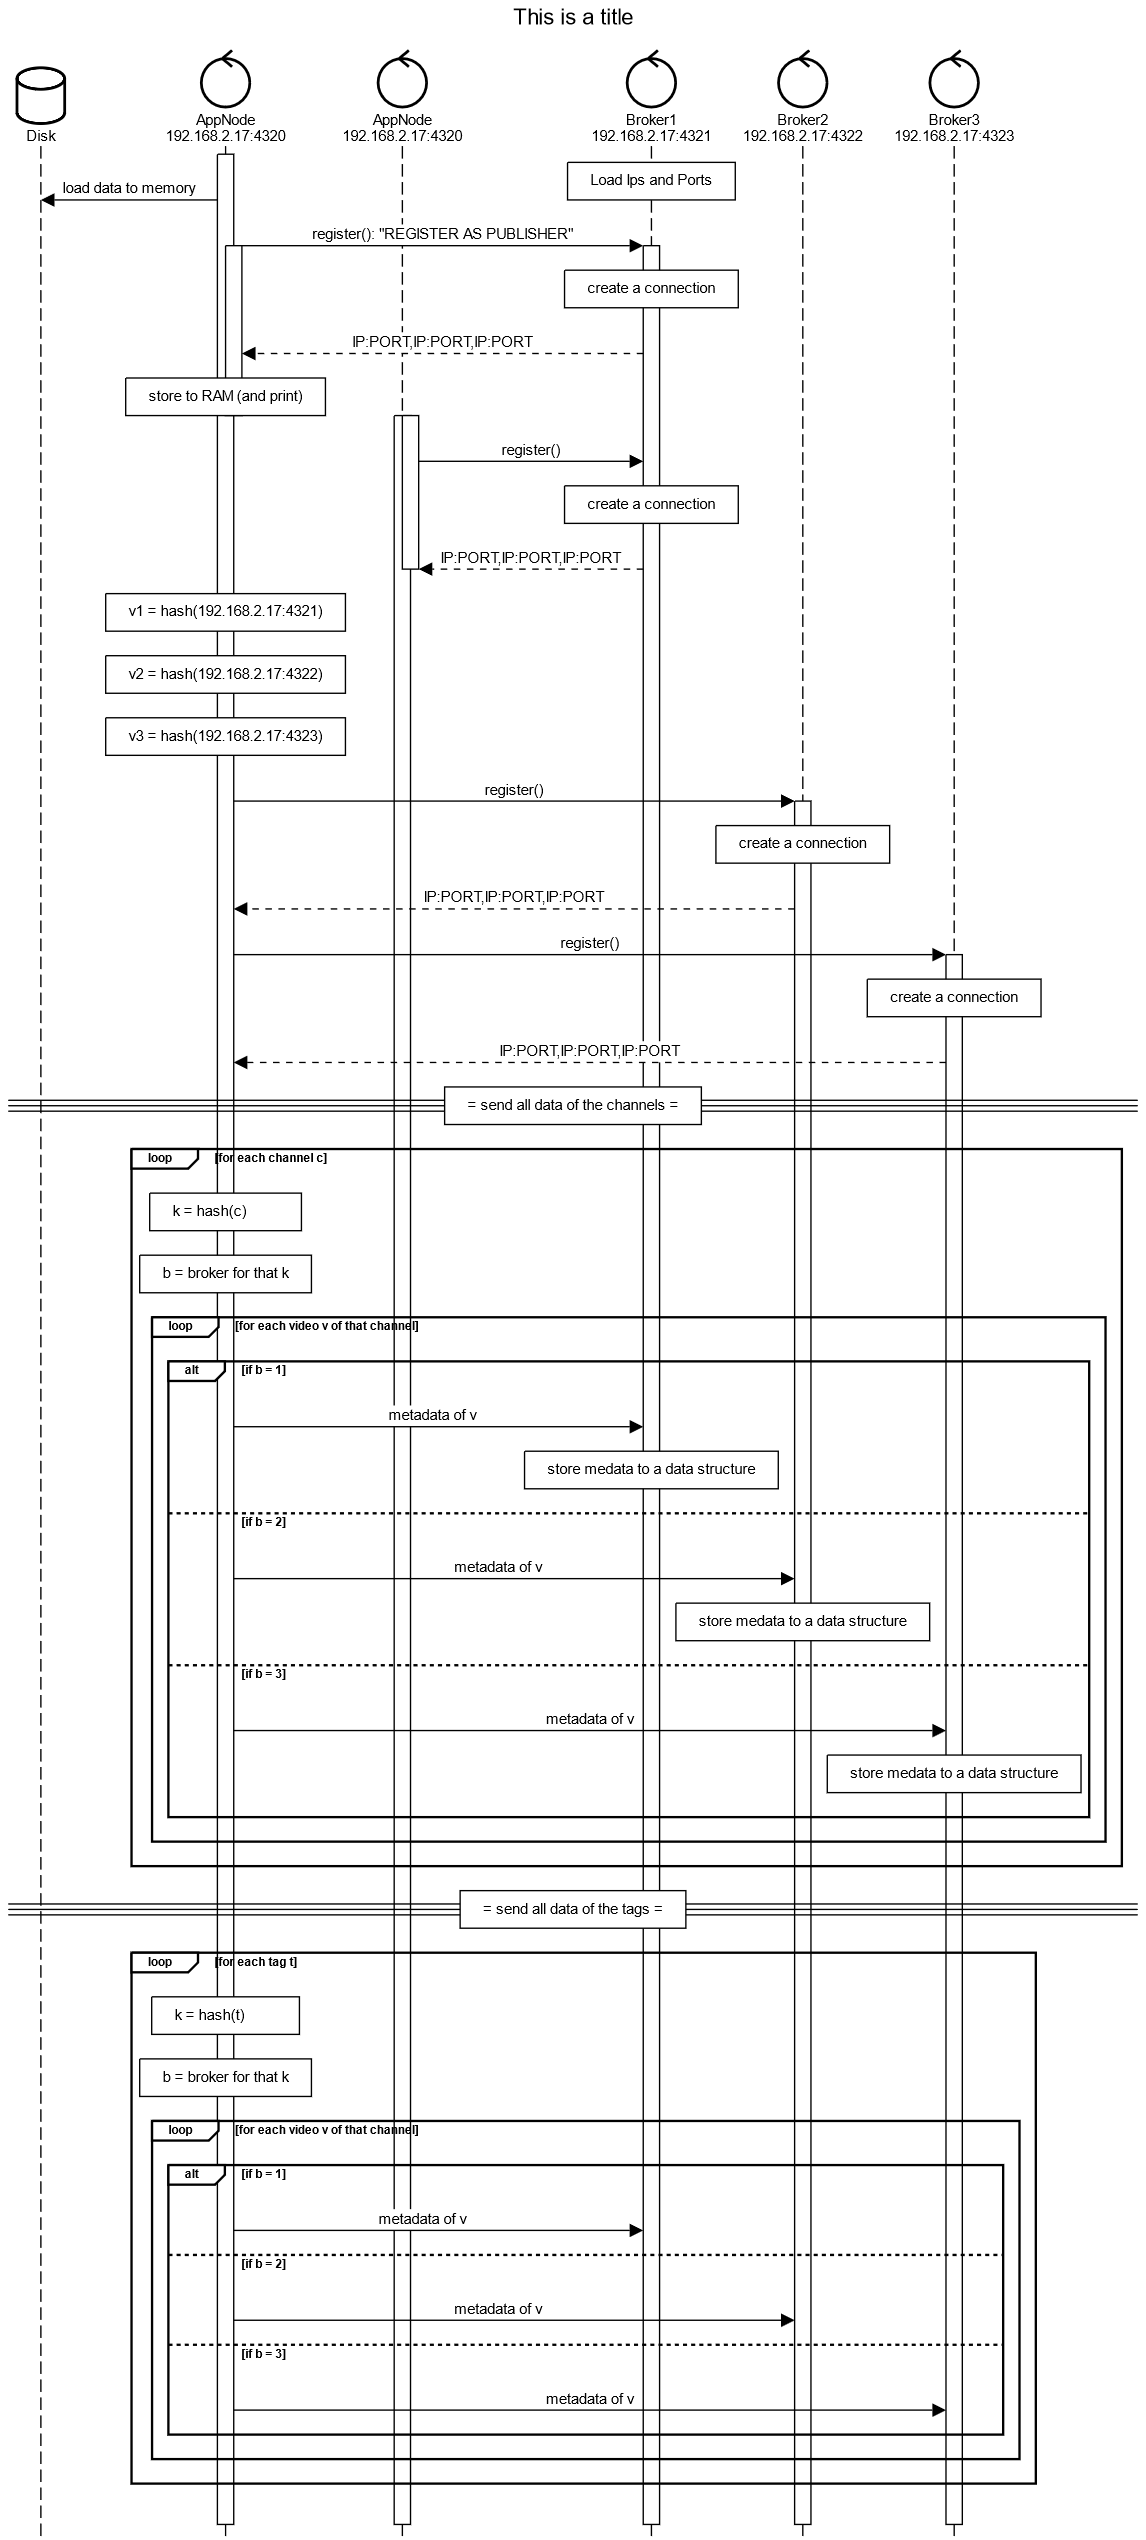 This is a title
Disk
AppNode
192.168.2.17:4320
AppNode
192.168.2.17:4320
Broker1
192.168.2.17:4321
Broker2
192.168.2.17:4322
Broker3
192.168.2.17:4323
Load Ips and Ports
load data to memory
register(): "REGISTER AS PUBLISHER"
create a connection
IP:PORT,IP:PORT,IP:PORT
store to RAM (and print)
register()
create a connection
IP:PORT,IP:PORT,IP:PORT
v1 = hash(192.168.2.17:4321)
v2 = hash(192.168.2.17:4322)
v3 = hash(192.168.2.17:4323)
register()
create a connection
IP:PORT,IP:PORT,IP:PORT
register()
create a connection
IP:PORT,IP:PORT,IP:PORT
= send all data of the channels =
loop [for each channel c]
k = hash(c)
b = broker for that k
loop [for each video v of that channel]
alt [if b = 1]
metadata of v
store medata to a data structure
[if b = 2]
metadata of v
store medata to a data structure
[if b = 3]
metadata of v
store medata to a data structure
= send all data of the tags =
loop [for each tag t]
k = hash(t)
b = broker for that k
loop [for each video v of that channel]
alt [if b = 1]
metadata of v
[if b = 2]
metadata of v
[if b = 3]
metadata of v